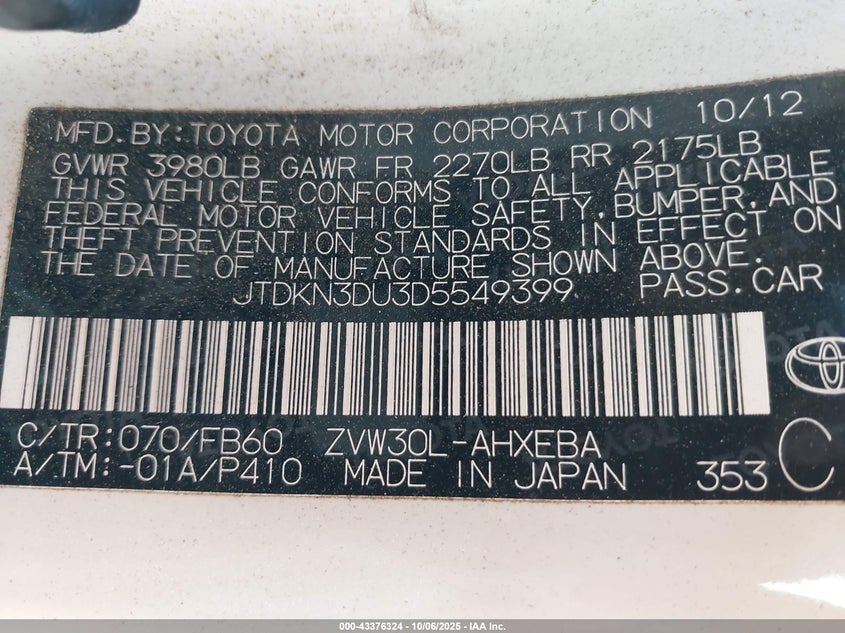 MFD.BY:TOYOTA MOTOR CORPORATION 10/12
GVWR 3980LB GAWR FR 2270LB RR 2175LB
THIS VEHICLE CONFORMS TO ALL APPLICABLE
FEDERAL MOTOR VEHICLE SAFETY,BUMPER,AND
THEFT PREVENTION STANDARDS IN EFFECT ON
THE DATE OF MANUFACTURE SHOWN ABOVE.
JTDKN3DU3D5549399 PASS.CAR
C/TR:070/FB60 ZVW30L-AHXEBA
A/TM:-01A/P410 MADE IN JAPAN 353 C
000-43376324 | 10/06/2025 - IAA Inc.